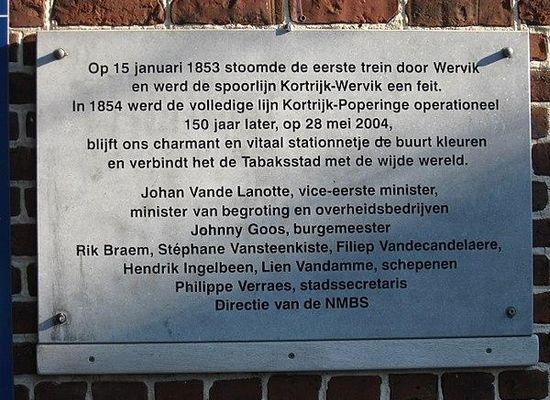 Op 15 januari 1853 stoomde de eerste trein door Wervik
en werd de spoorlijn Kortrijk-Wervik een feit.
In 1854 werd de volledige lijn Kortrijk-Poperinge operationeel
150 jaar later, op 28 mei 2004,
blijft ons charmant en vitaal stationnetje de buurt kleuren
en verbindt het de Tabaksstad met de wijde wereld.
Johan Vande Lanotte, vice-eerste minister,
minister van begroting en overheidsbedrijven
Johnny Goos, burgemeester
Rik Braem, Stéphane Vansteenkiste, Filiep Vandecandelaere,
Hendrik Ingelbeen, Lien Vandamme, schepenen
Philippe Verraes, stadssecretaris
Directie van de NMBS